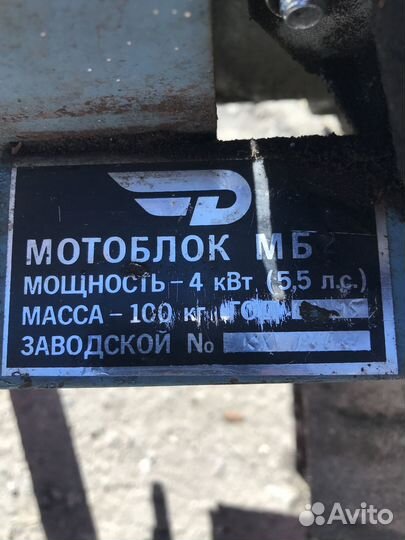 МОТОБЛОК МБ
МОЩНОСТЬ – 4 кВт (5,5 л.с.)
МАССА – 100 кг
ЗАВОДСКОЙ №
Avito